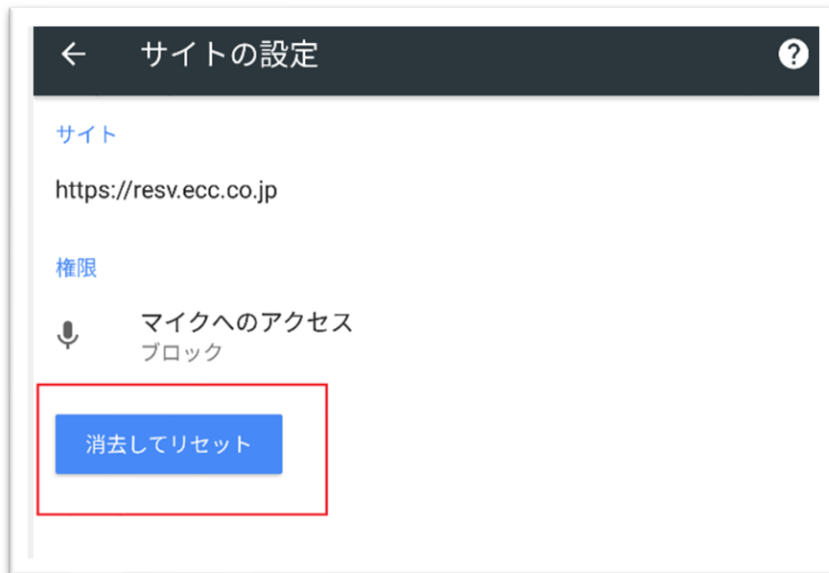 サイトの設定
サイト
https://resv.ecc.co.jp
権限
マイクへのアクセス
ブロック
消去してリセット